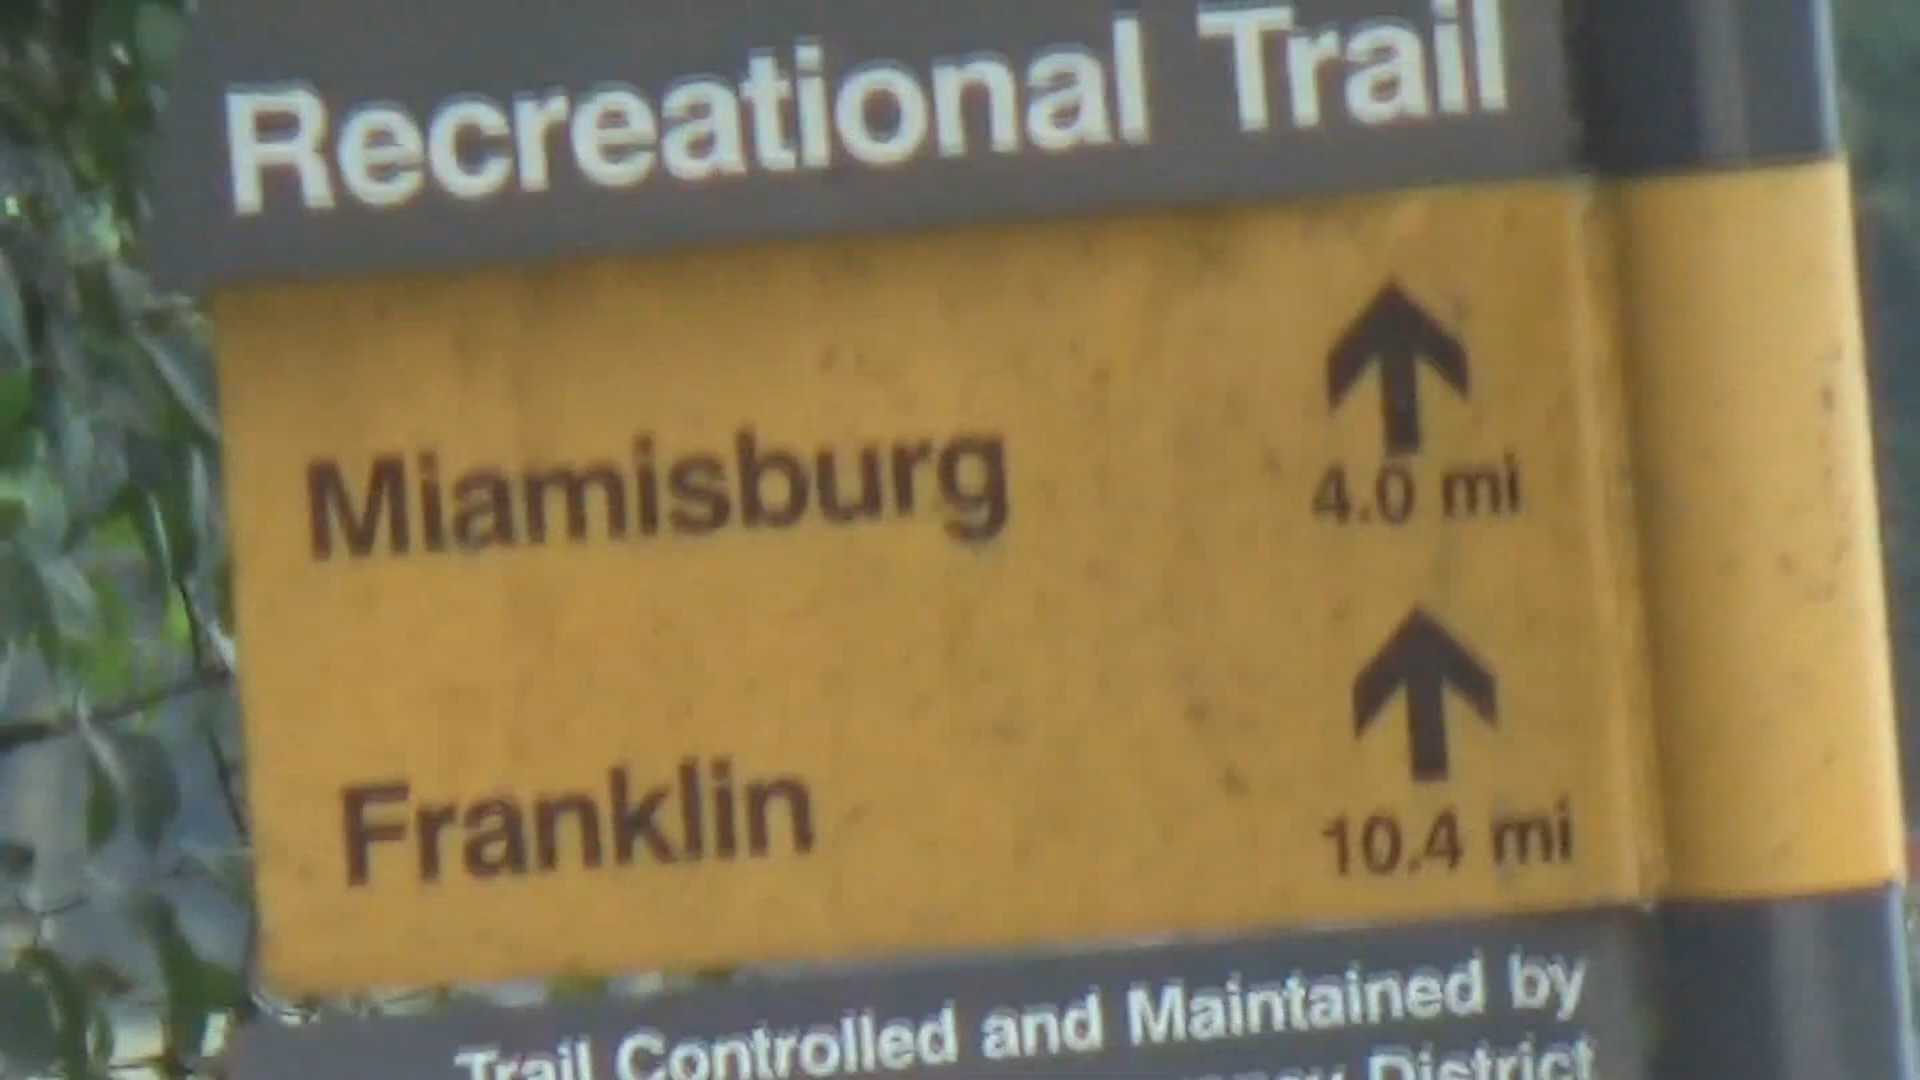 Recreational Trail
Miamisburg
4.0 mi
Franklin
10.4 mi
Trail Controlled and Maintained by
District